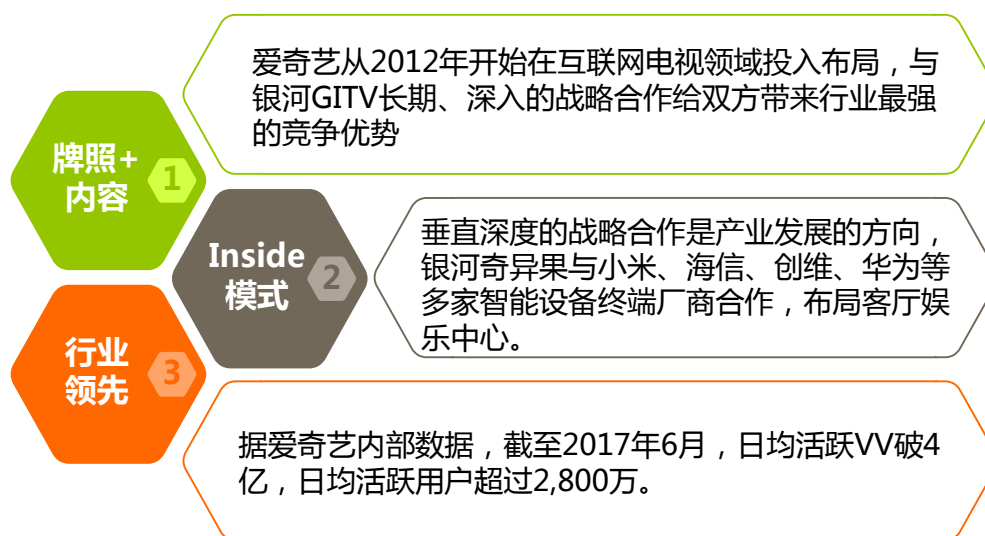 爱奇艺从2012年开始在互联网电视领域投入布局，与
银河GITV长期、深入的战略合作给双方带来行业最强
的竞争优势
牌照+
内容
1
垂直深度的战略合作是产业发展的方向，
银河奇异果与小米、海信、创维、华为等
多家智能设备终端厂商合作，布局客厅娱
乐中心。
Inside
模式
2
行业
领先
3
据爱奇艺内部数据，截至2017年6月，日均活跃VV破4
亿，日均活跃用户超过2,800万。